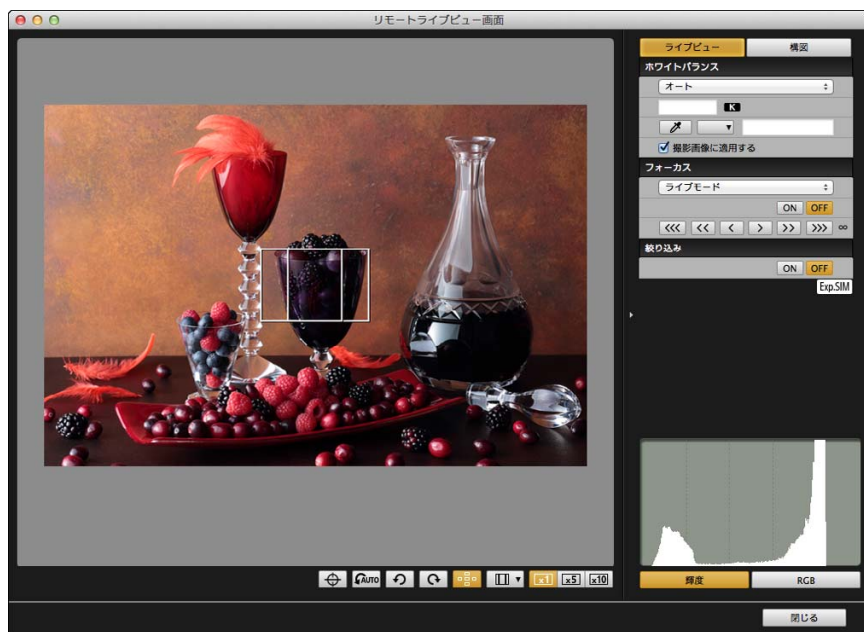 リモートライブビュー画面
ライブビュー
構図
ホワイトバランス
オート
K
撮影画像に適用する
フォーカス
ライブモード
ON OFF
<<< << < > >> >>> ∞
絞り込み
ON OFF
Exp.SIM
AUTO
x1 x5 x10
輝度
RGB
閉じる